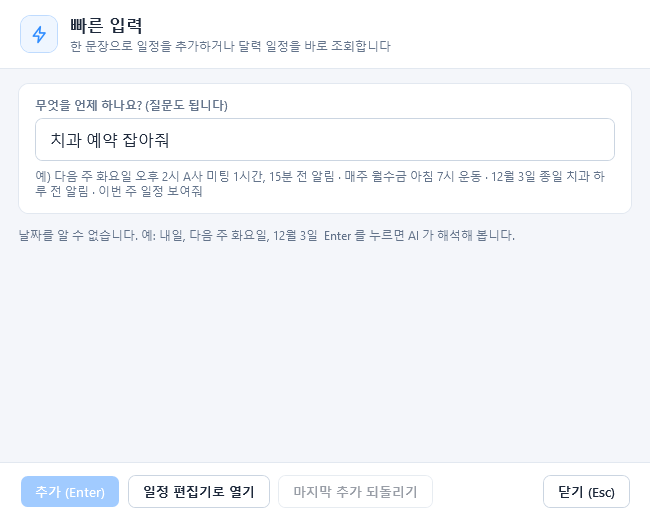 빠른 입력
한 문장으로 일정을 추가하거나 달력 일정을 바로 조회합니다
무엇을 언제 하나요? (질문도 됩니다)
치과 예약 잡아줘
예) 다음 주 화요일 오후 2시 A사 미팅 1시간, 15분 전 알림 · 매주 월수금 아침 7시 운동 · 12월 3일 종일 치과 하
루 전 알림 · 이번 주 일정 보여줘
날짜를 알 수 없습니다. 예: 내일, 다음 주 화요일, 12월 3일  Enter 를 누르면 AI 가 해석해 봅니다.
추가 (Enter)
일정 편집기로 열기
마지막 추가 되돌리기
닫기 (Esc)